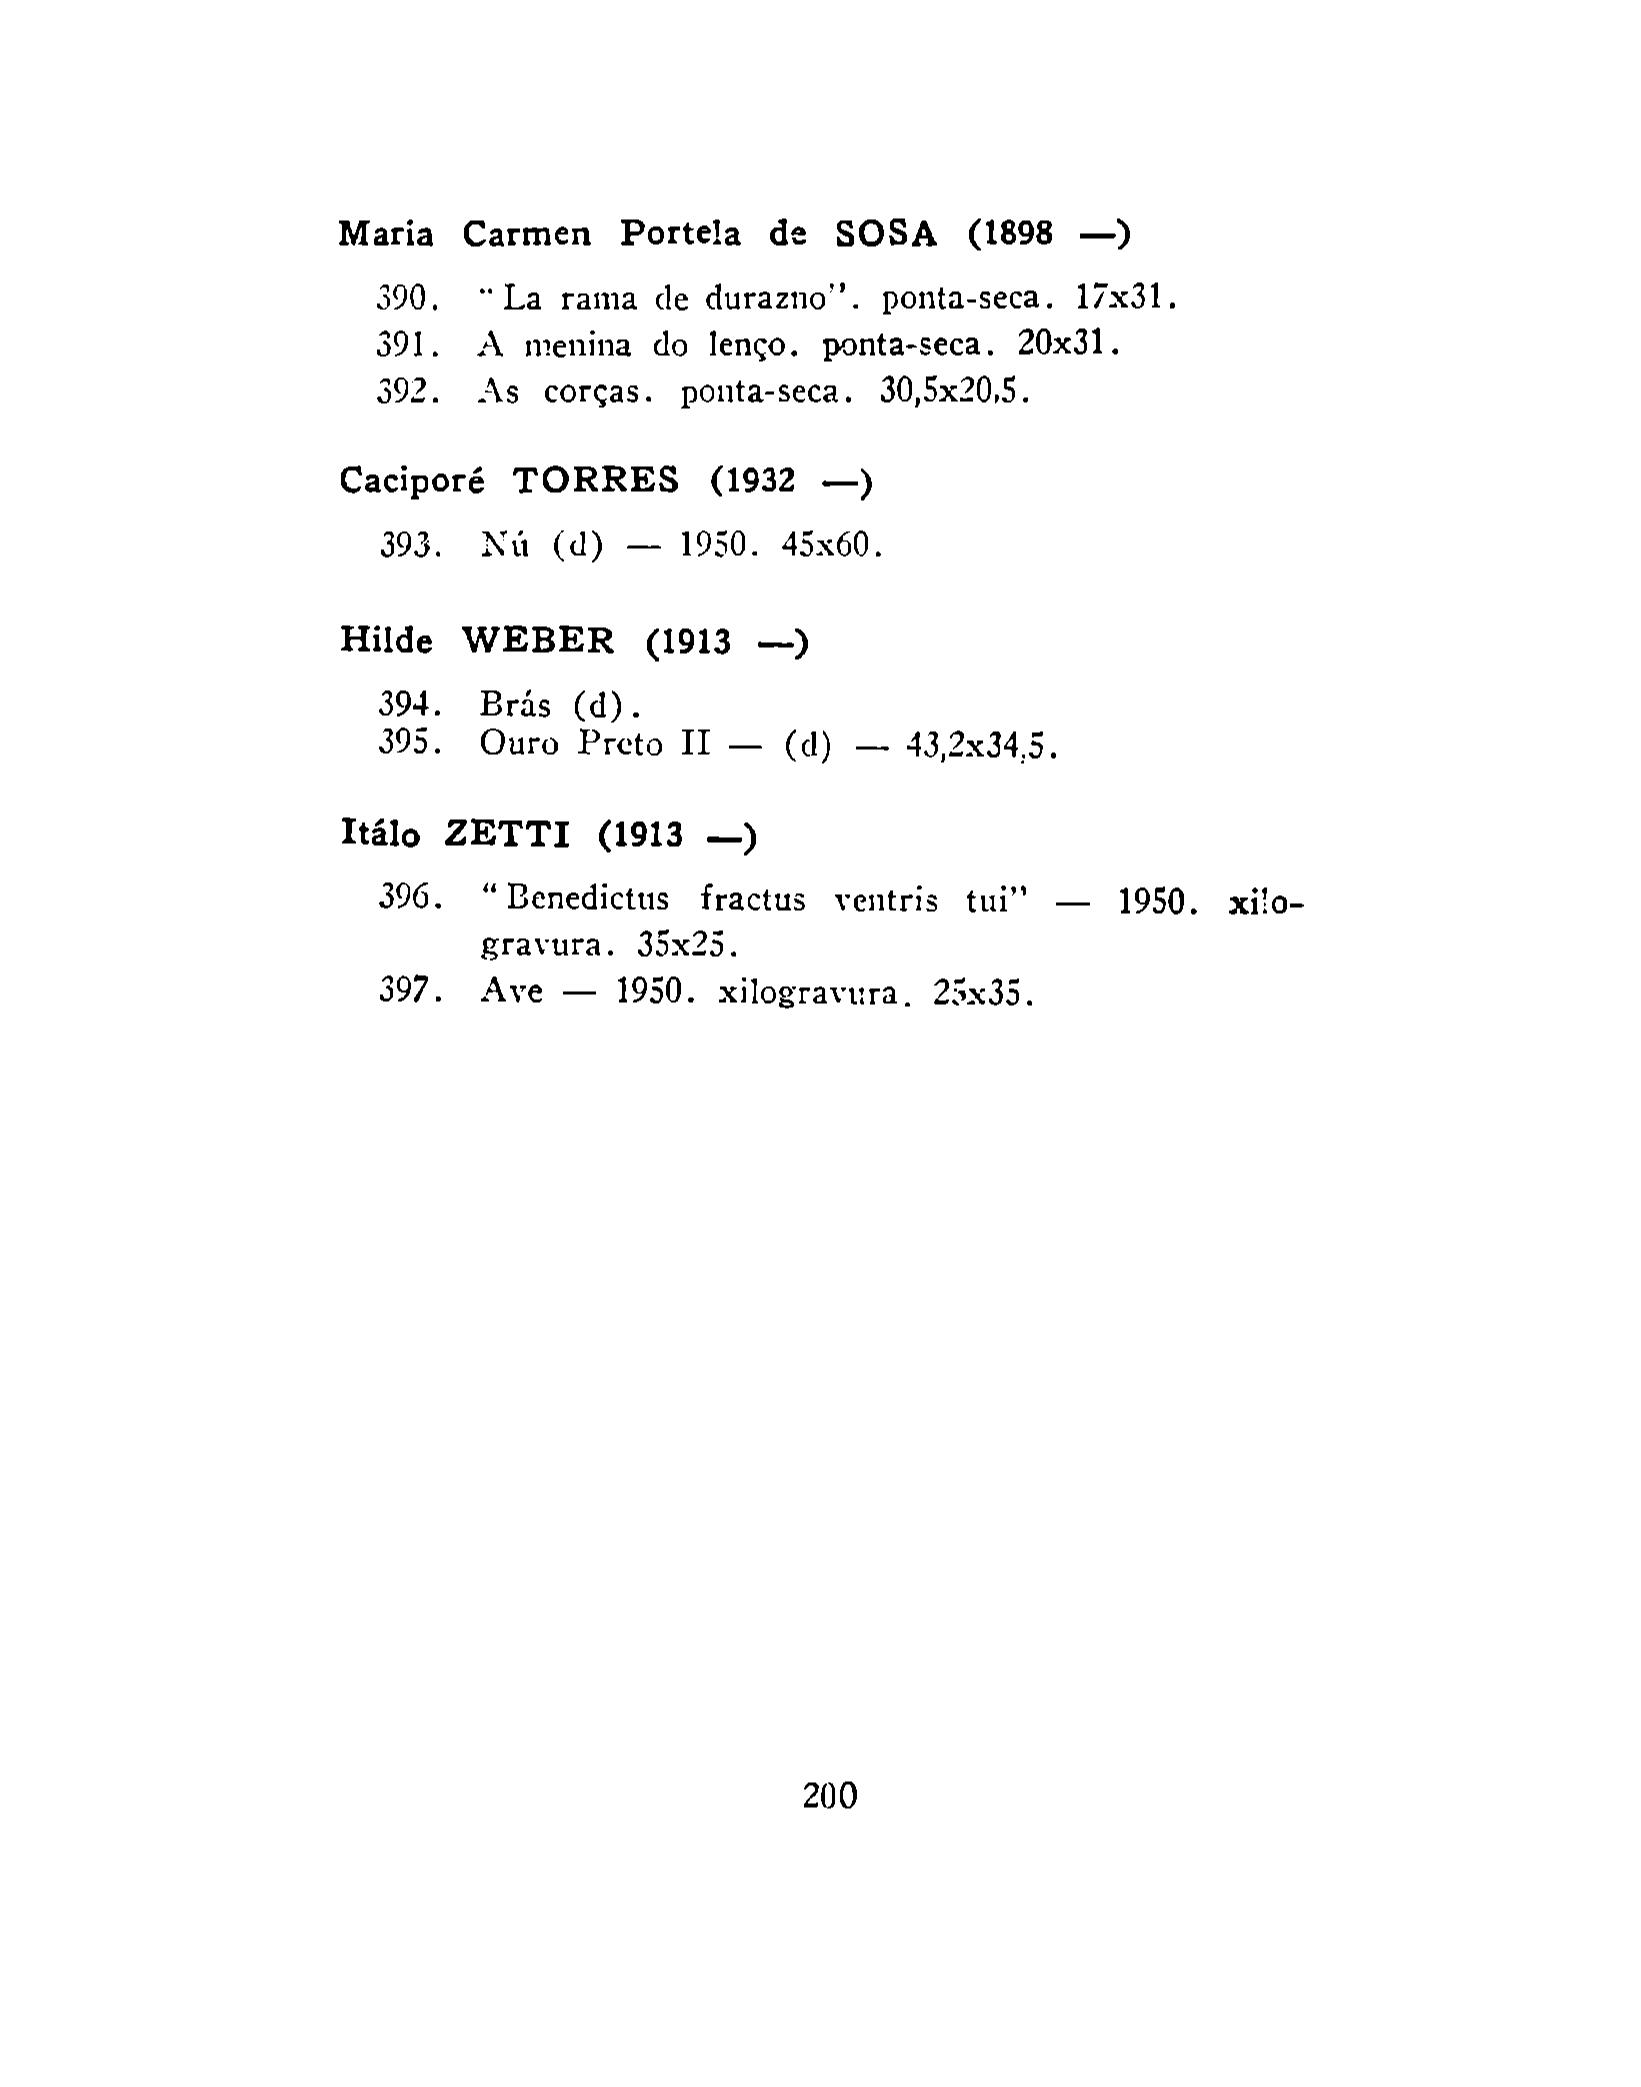 Maria Carmen Portela de SOSA (1898 —)
390. "La rama de durazno". ponta-seca. 17x31.
391. A menina do lenço. ponta-seca. 20x31.
392. As corças. ponta-seca. 30,5x20,5.
Caciporé TORRES (1932 —)
393. Nú (d) — 1950. 45x60.
Hilde WEBER (1913 —)
394. Brás (d).
395. Ouro Preto II — (d) — 43,2x34,5.
Itálo ZETTI (1913 —)
396. "Benedictus fractus ventris tui" — 1950. xilo-
gravura. 35x25.
397. Ave — 1950. xilogravura. 25x35.
200